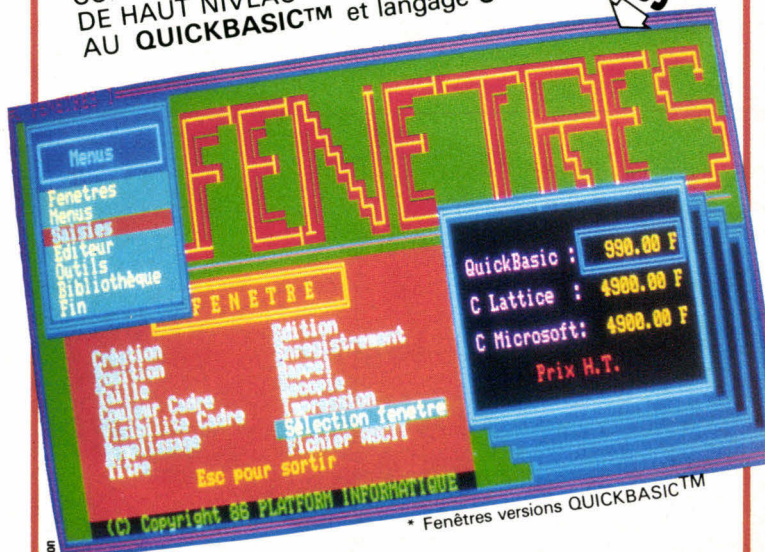 DE HAUT NIVEAU
AU QUICKBASIC™ et langage
FENETRES
Menus
Fenetres
Menus
Saisies
Editeur
Outils
Bibliothèque
Fin
FENETRE
Création
Position
Taille
Couleur Cadre
Visibilite Cadre
Remplissage
Titre
Edition
Enregistrement
Rappel
Recopie
Impression
Sélection fenetre
Fichier ASCII
Esc pour sortir
QuickBasic : 990.00 F
C Lattice : 4900.00 F
C Microsoft: 4900.00 F
Prix H.T.
(C) Copyright 86 PLATFORM INFORMATIQUE
* Fenêtres versions QUICKBASIC™